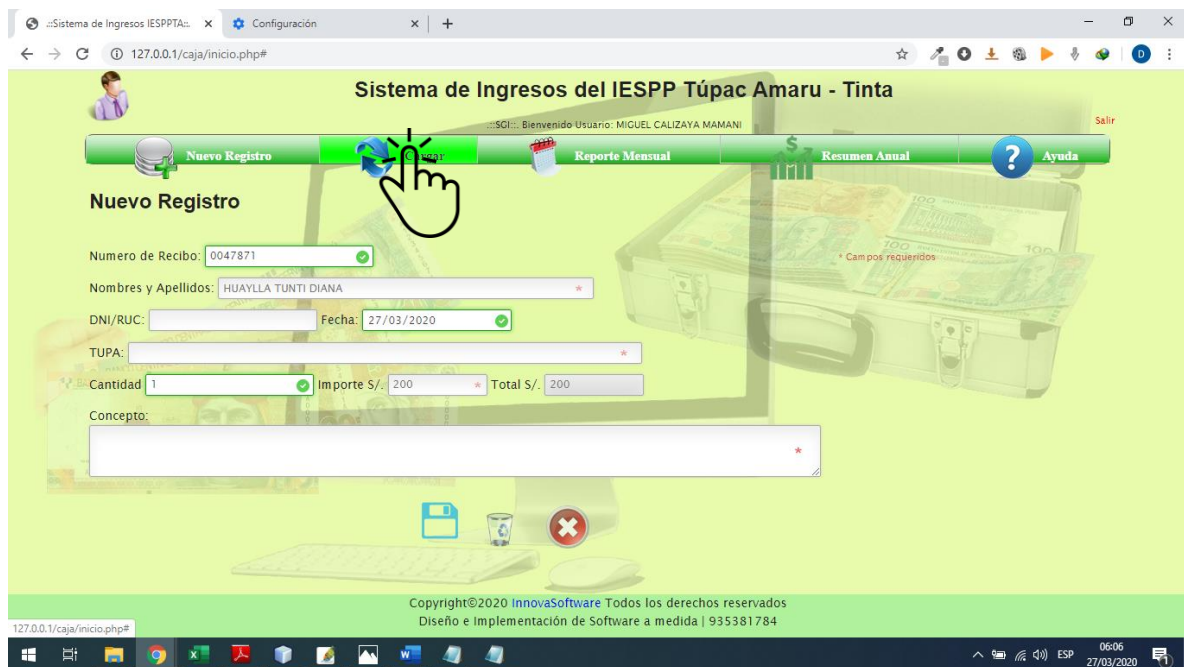 .::Sistema de Ingresos IESPPTA::.
Configuración
127.0.0.1/caja/inicio.php#
D
Sistema de Ingresos del IESPP Túpac Amaru - Tinta
.::SGI::. Bienvenido Usuario: MIGUEL CALIZAYA MAMANI
Salir
Nuevo Registro
Cargar
Reporte Mensual
Resumen Anual
Ayuda
Nuevo Registro
Numero de Recibo: 0047871
* Campos requeridos
Nombres y Apellidos: HUAYLLA TUNTI DIANA *
DNI/RUC: Fecha: 27/03/2020
TUPA: *
Cantidad 1 Importe S/. 200 * Total S/. 200
Concepto:
*
Copyright©2020 InnovaSoftware Todos los derechos reservados
Diseño e Implementación de Software a medida | 935381784
127.0.0.1/caja/inicio.php#
ESP
06:06
27/03/2020